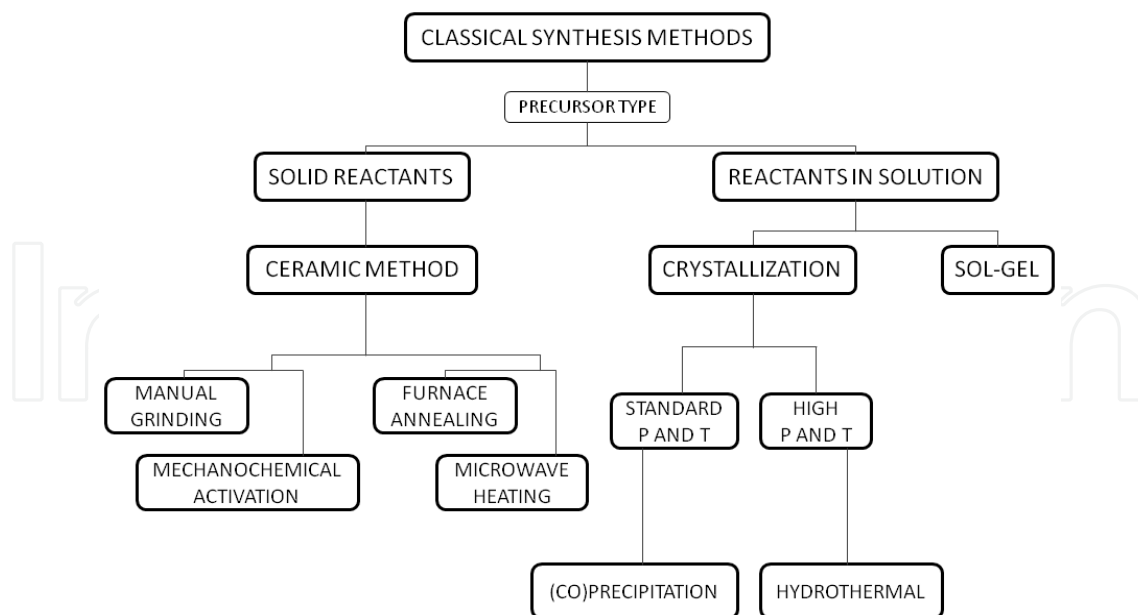 CLASSICAL SYNTHESIS METHODS
PRECURSOR TYPE
SOLID REACTANTS
REACTANTS IN SOLUTION
CERAMIC METHOD
CRYSTALLIZATION
SOL-GEL
MANUAL
GRINDING
FURNACE
ANNEALING
STANDARD
P AND T
HIGH
P AND T
MECHANOCHEMICAL
ACTIVATION
MICROWAVE
HEATING
(CO)PRECIPITATION
HYDROTHERMAL